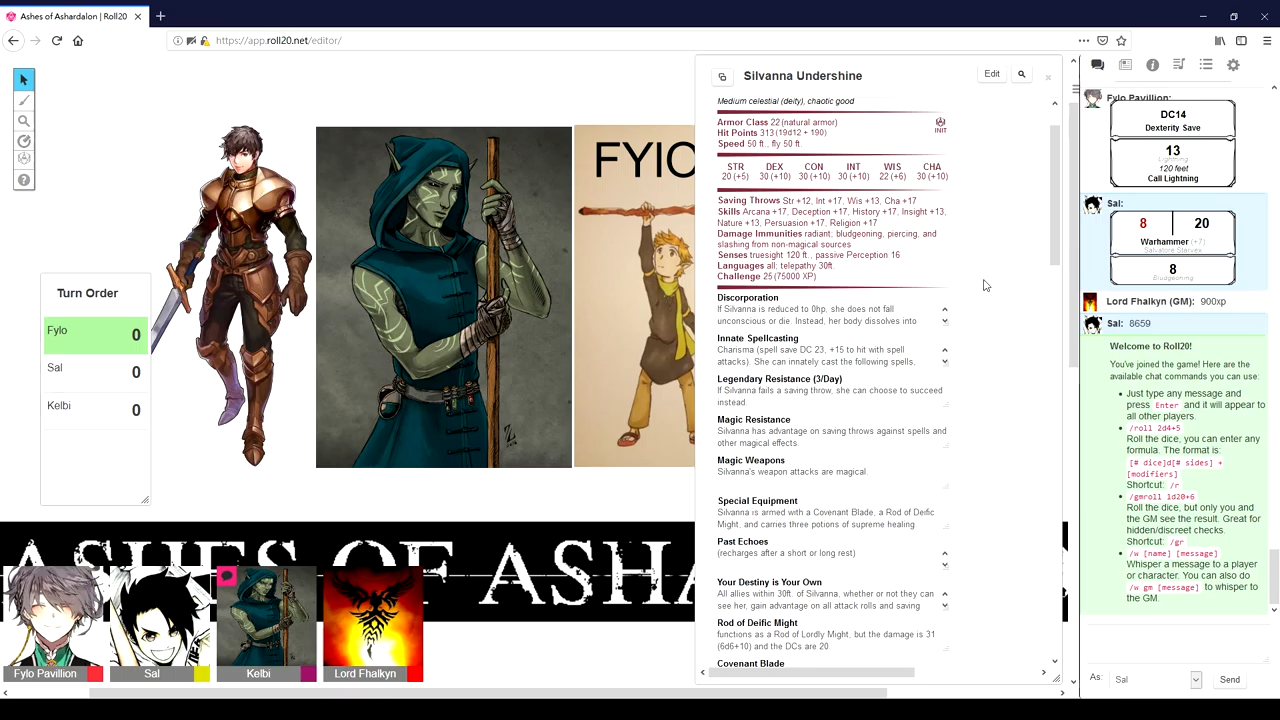 Ashes of Ashardalon | Roll20
https://app.roll20.net/editor/
FYLO
Turn Order
Fylo 0
Sal 0
Kelbi 0
ASHES OF ASHA
Fylo Pavillion
Sal
Kelbi
Lord Fhalkyn
Silvanna Undershine
Edit
Medium celestial (deity), chaotic good
Armor Class 22 (natural armor)
Hit Points 313 (19d12 + 190)
Speed 50 ft., fly 50 ft.
INIT
STR DEX CON INT WIS CHA
20 (+5) 30 (+10) 30 (+10) 30 (+10) 22 (+6) 30 (+10)
Saving Throws Str +12, Int +17, Wis +13, Cha +17
Skills Arcana +17, Deception +17, History +17, Insight +13,
Nature +13, Persuasion +17, Religion +17
Damage Immunities radiant; bludgeoning, piercing, and
slashing from non-magical sources
Senses truesight 120 ft., passive Perception 16
Languages all; telepathy 30ft.
Challenge 25 (75000 XP)
Discorporation
If Silvanna is reduced to 0hp, she does not fall
unconscious or die. Instead, her body dissolves into
Innate Spellcasting
Charisma (spell save DC 23, +15 to hit with spell
attacks). She can innately cast the following spells,
Legendary Resistance (3/Day)
If Silvanna fails a saving throw, she can choose to succeed
instead.
Magic Resistance
Silvanna has advantage on saving throws against spells and
other magical effects.
Magic Weapons
Silvanna's weapon attacks are magical.
Special Equipment
Silvanna is armed with a Covenant Blade, a Rod of Deific
Might, and carries three potions of supreme healing.
Past Echoes
(recharges after a short or long rest)
Your Destiny is Your Own
All allies within 30ft. of Silvanna, whether or not they can
see her, gain advantage on all attack rolls and saving
Rod of Deific Might
functions as a Rod of Lordly Might, but the damage is 31
(6d6+10) and the DCs are 20
Covenant Blade
Fylo Pavillion:
DC14
Dexterity Save
13
Lightning
120 feet
Call Lightning
Sal:
8 20
Warhammer (+7)
Salvatore Starvex
8
Bludgeoning
Lord Fhalkyn (GM): 900xp
Sal: 8659
Welcome to Roll20!
You've joined the game! Here are the
available chat commands you can use:
Just type any message and
press Enter and it will appear to
all other players.
/roll 2d4+5
Roll the dice, you can enter any
formula. The format is:
[# dice]d[# sides] +
[modifiers]
Shortcut: /r
/gmroll 1d20+6
Roll the dice, but only you and
the GM see the result. Great for
hidden/discreet checks.
Shortcut: /gr
/w [name] [message]
Whisper a message to a player
or character. You can also do
/w gm [message] to whisper to
the GM.
As: Sal
Send